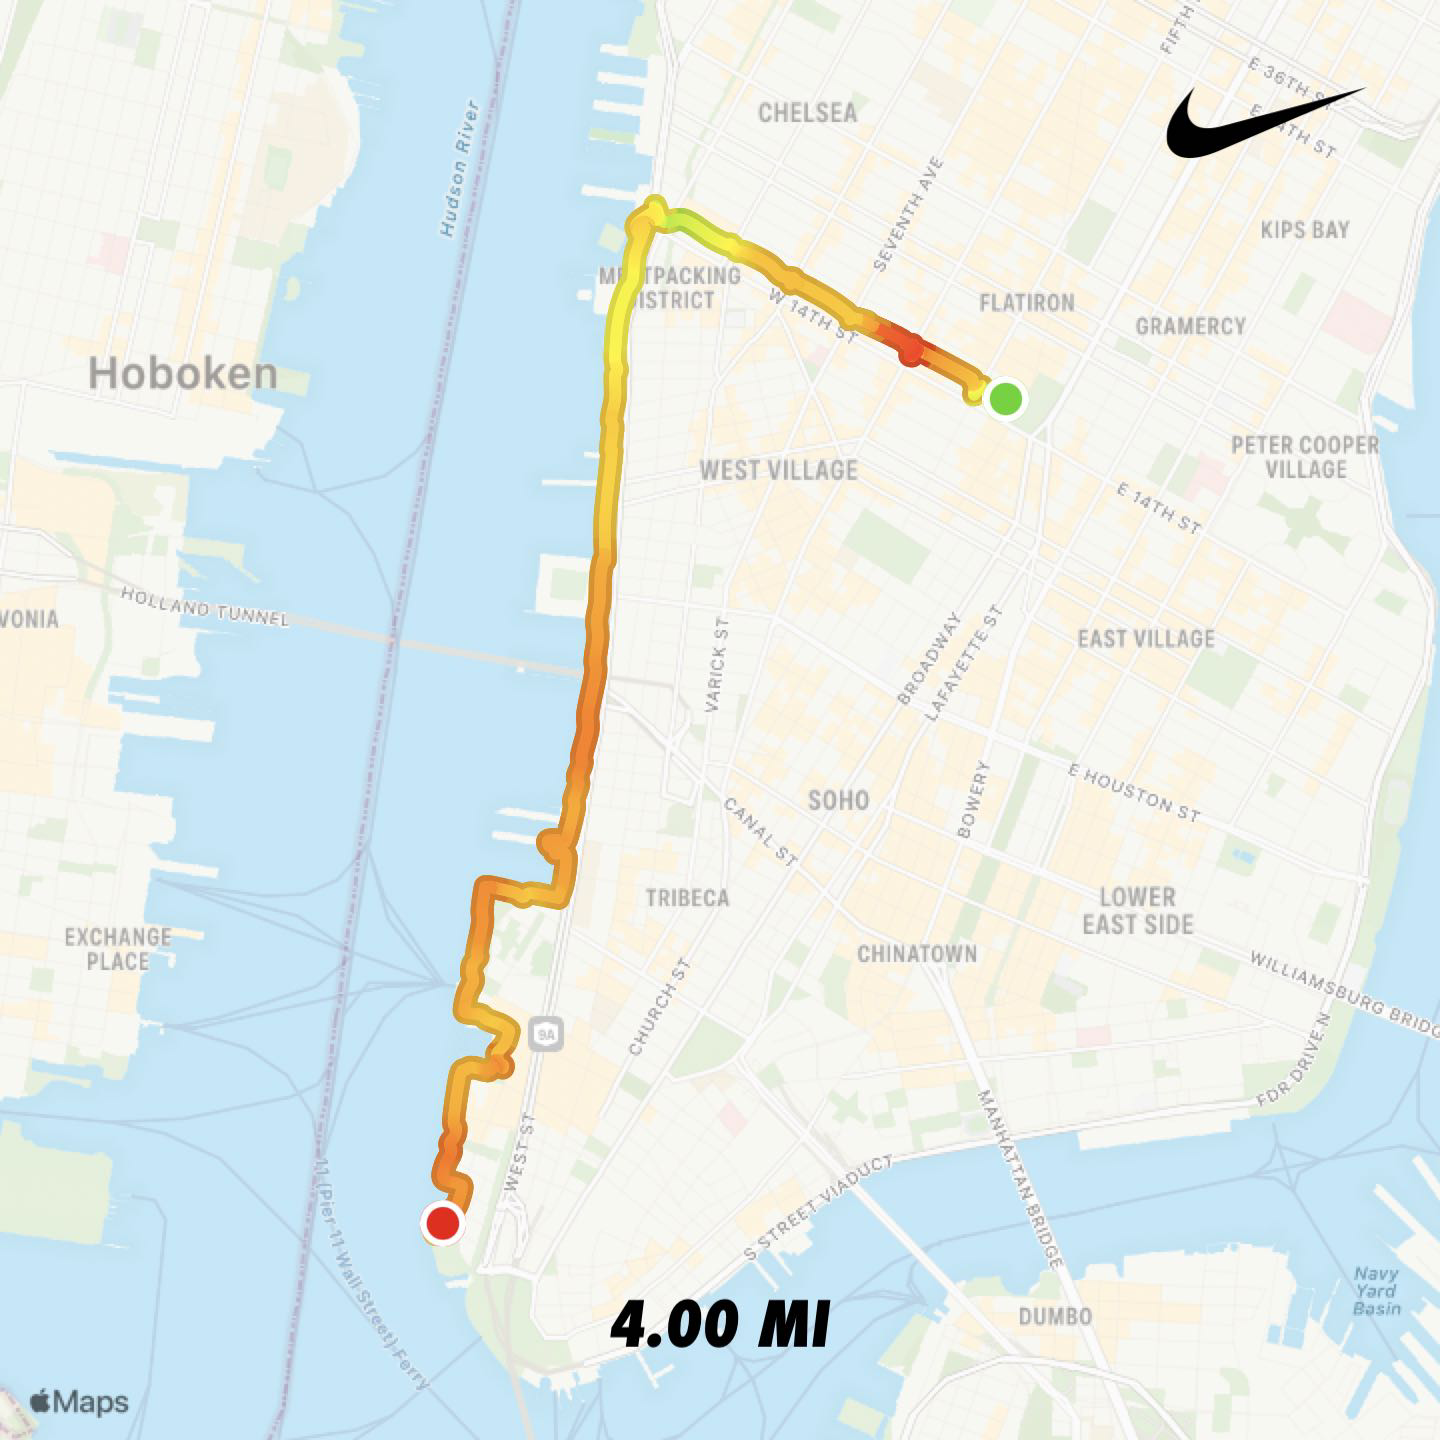 FIFTH
E 36TH ST
CHELSEA
E 34TH ST
Hudson River
SEVENTH AVE
KIPS BAY
MEATPACKING
DISTRICT
FLATIRON
GRAMERCY
W 14TH ST
Hoboken
PETER COOPER
VILLAGE
WEST VILLAGE
E 14TH ST
HOLLAND TUNNEL
VONIA
VARICK ST
BROADWAY
LAFAYETTE ST
EAST VILLAGE
E HOUSTON ST
BOWERY
SOHO
CANAL ST
TRIBECA
LOWER
EAST SIDE
EXCHANGE
PLACE
CHINATOWN
WILLIAMSBURG BRIDG
CHURCH ST
9A
FDR DRIVE N
MANHATTAN BRIDGE
WEST ST
S STREET VIADUCT
11 (Pier 11 Wall Street) Ferry
Navy
Yard
Basin
DUMBO
4.00 MI
Maps